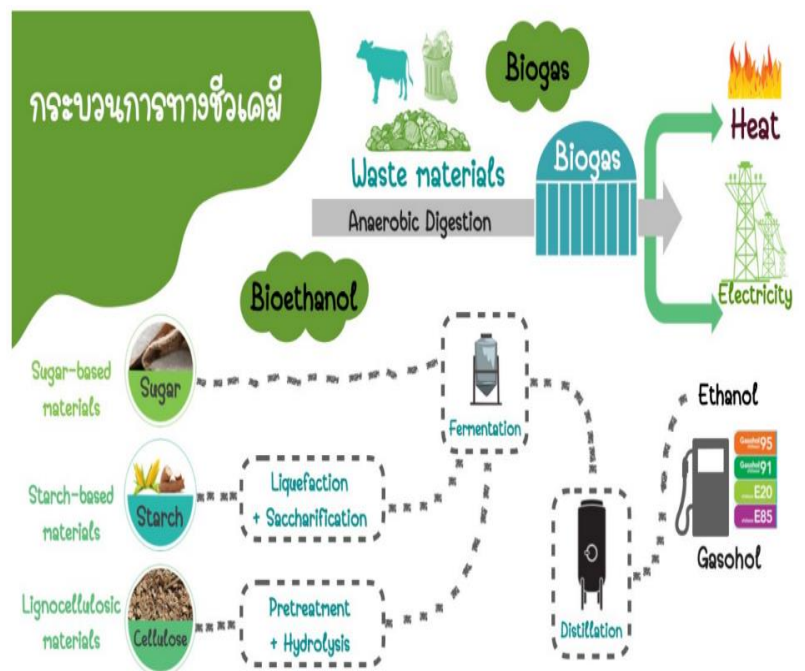 กระบวนการทางชีวเคมี
Biogas
Waste materials
Anaerobic Digestion
Biogas
Heat
Electricity
Bioethanol
Sugar-based
materials
Sugar
Fermentation
Starch-based
materials
Starch
Liquefaction
+ Saccharification
Lignocellulosic
materials
Cellulose
Pretreatment
+ Hydrolysis
Distillation
Ethanol
Gasohol 95
Gasohol 91
E20
E85
Gasohol